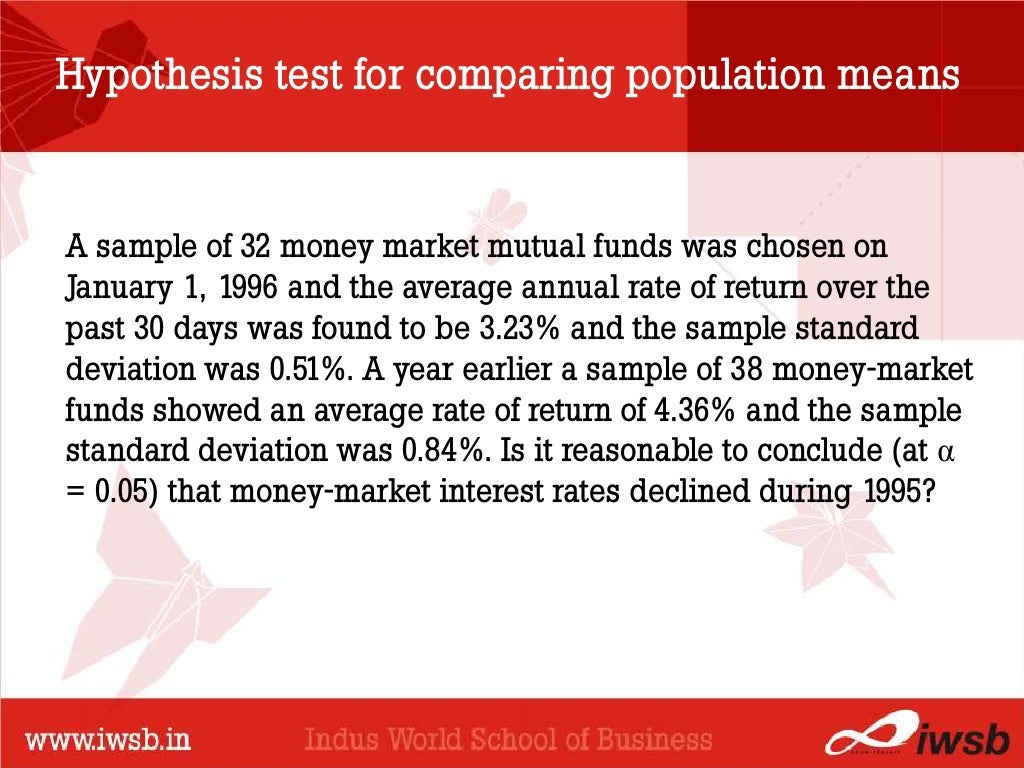 Hypothesis test for comparing population means
A sample of 32 money market mutual funds was chosen on
January 1, 1996 and the average annual rate of return over the
past 30 days was found to be 3.23% and the sample standard
deviation was 0.51%. A year earlier a sample of 38 money-market
funds showed an average rate of return of 4.36% and the sample
standard deviation was 0.84%. Is it reasonable to conclude (at α
= 0.05) that money-market interest rates declined during 1995?
www.iwsb.in
Indus World School of Business
iwsb